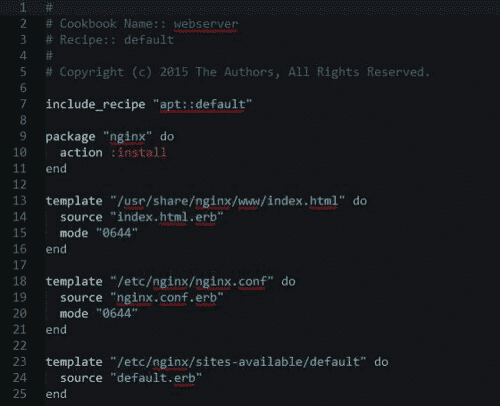 1 #
2 # Cookbook Name:: webserver
3 # Recipe:: default
4 #
5 # Copyright (c) 2015 The Authors, All Rights Reserved.
6
7 include_recipe "apt::default"
8
9 package "nginx" do
10   action :install
11 end
12
13 template "/usr/share/nginx/www/index.html" do
14   source "index.html.erb"
15   mode "0644"
16 end
17
18 template "/etc/nginx/nginx.conf" do
19   source "nginx.conf.erb"
20   mode "0644"
21 end
22
23 template "/etc/nginx/sites-available/default" do
24   source "default.erb"
25 end